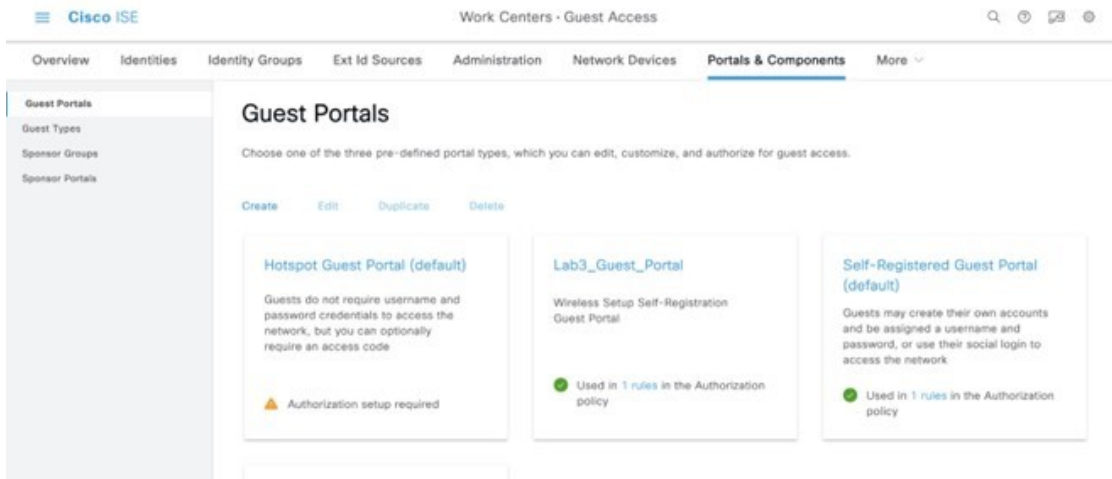 Cisco ISE
Work Centers · Guest Access
Overview Identities Identity Groups Ext Id Sources Administration Network Devices Portals & Components More
Guest Portals
Guest Types
Sponsor Groups
Sponsor Portals
Guest Portals
Choose one of the three pre-defined portal types, which you can edit, customize, and authorize for guest access.
Create Edit Duplicate Delete
Hotspot Guest Portal (default)
Guests do not require username and
password credentials to access the
network, but you can optionally
require an access code
Authorization setup required
Lab3_Guest_Portal
Wireless Setup Self-Registration
Guest Portal
Used in 1 rules in the Authorization
policy
Self-Registered Guest Portal
(default)
Guests may create their own accounts
and be assigned a username and
password, or use their social login to
access the network
Used in 1 rules in the Authorization
policy